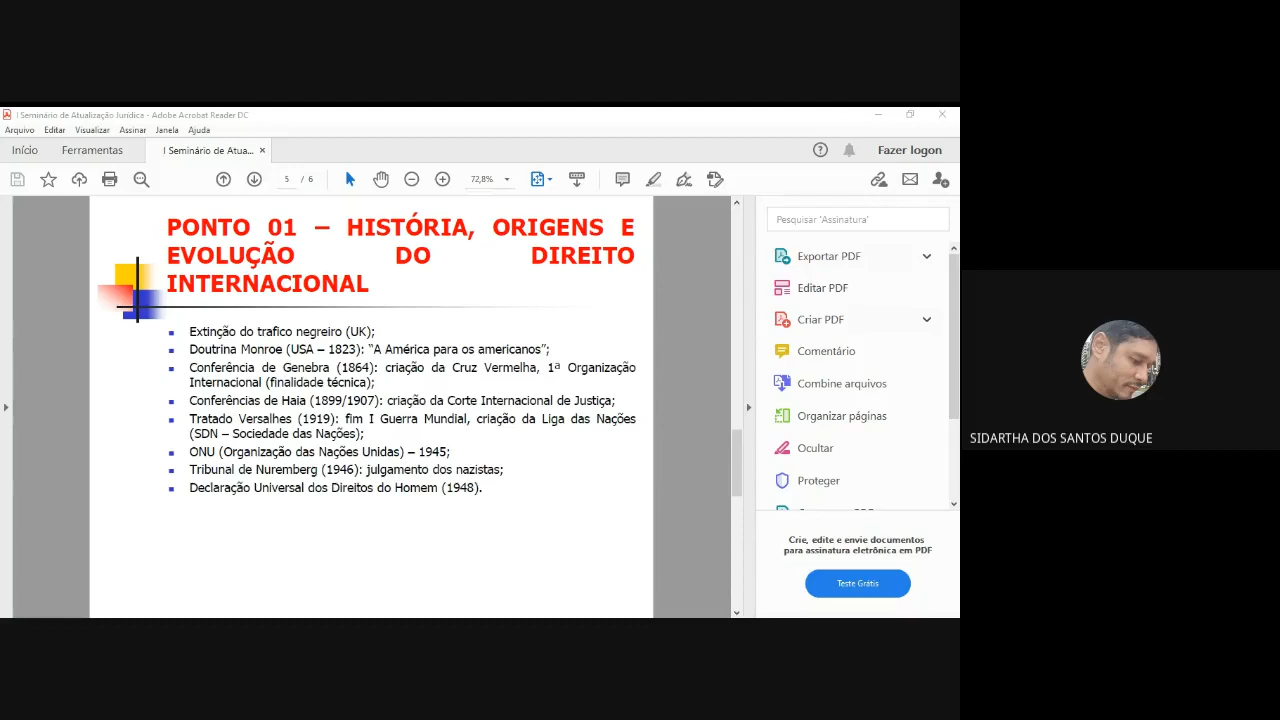 I Seminário de Atualização Jurídica - Adobe Acrobat Reader DC
Arquivo Editar Visualizar Assinar Janela Ajuda
Início Ferramentas I Seminário de Atua... × Fazer logon
5 / 6 72,8%
PONTO 01 – HISTÓRIA, ORIGENS E
EVOLUÇÃO DO DIREITO
INTERNACIONAL
Extinção do trafico negreiro (UK);
Doutrina Monroe (USA – 1823): “A América para os americanos”;
Conferência de Genebra (1864): criação da Cruz Vermelha, 1ª Organização
Internacional (finalidade técnica);
Conferências de Haia (1899/1907): criação da Corte Internacional de Justiça;
Tratado Versalhes (1919): fim I Guerra Mundial, criação da Liga das Nações
(SDN – Sociedade das Nações);
ONU (Organização das Nações Unidas) – 1945;
Tribunal de Nuremberg (1946): julgamento dos nazistas;
Declaração Universal dos Direitos do Homem (1948).
Pesquisar 'Assinatura'
Exportar PDF
Editar PDF
Criar PDF
Comentário
Combine arquivos
Organizar páginas
Ocultar
Proteger
Crie, edite e envie documentos
para assinatura eletrônica em PDF
Teste Grátis
SIDARTHA DOS SANTOS DUQUE